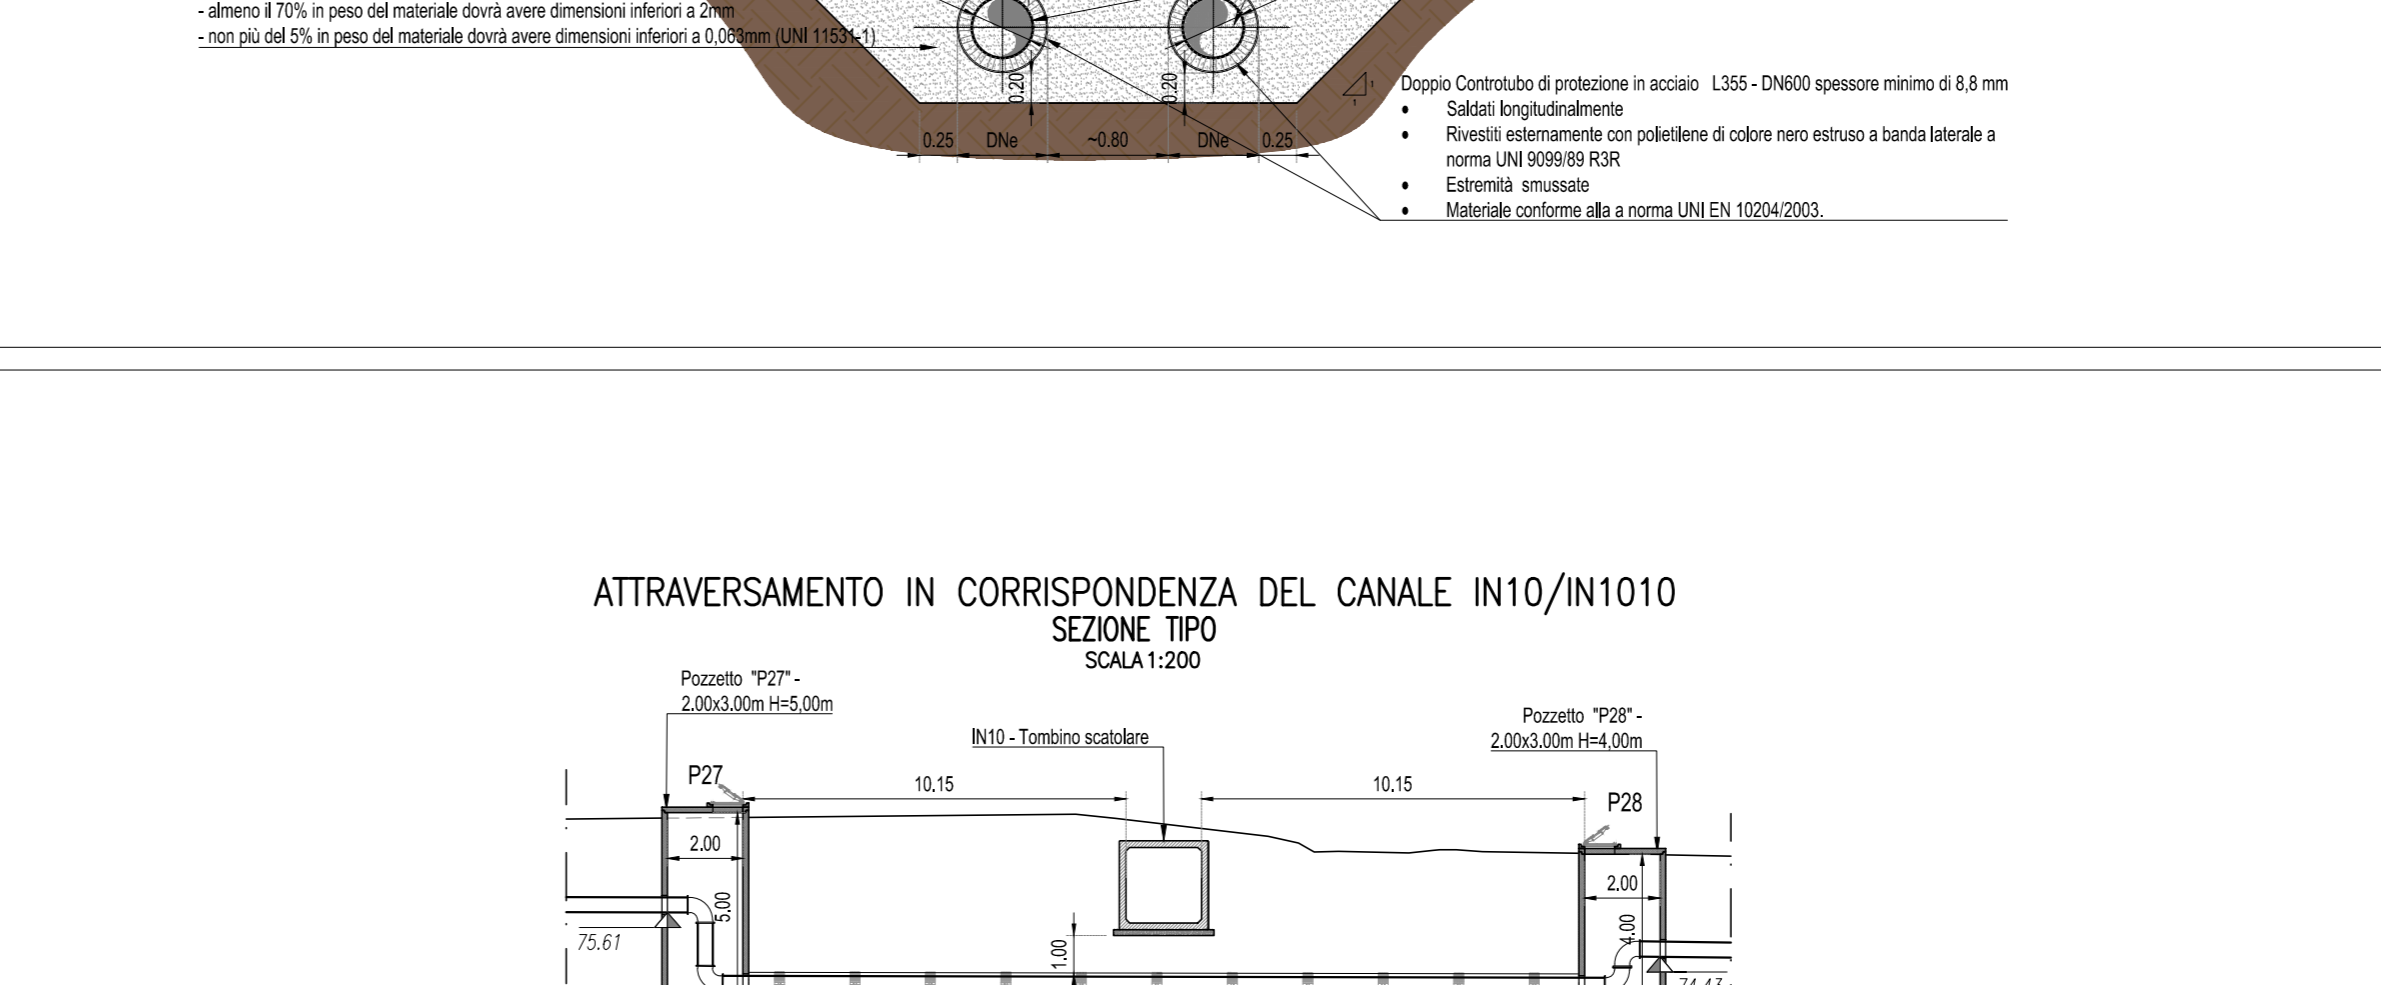 - almeno il 70% in peso del materiale dovrà avere dimensioni inferiori a 2mm
- non più del 5% in peso del materiale dovrà avere dimensioni inferiori a 0,063mm (UNI 11531-1)
0.20
0.20
0.25
DNe
~0.80
DNe
0.25
1
1
Doppio Controtubo di protezione in acciaio L355 - DN600 spessore minimo di 8,8 mm
• Saldati longitudinalmente
• Rivestiti esternamente con polietilene di colore nero estruso a banda laterale a
norma UNI 9099/89 R3R
• Estremità smussate
• Materiale conforme alla a norma UNI EN 10204/2003.
ATTRAVERSAMENTO IN CORRISPONDENZA DEL CANALE IN10/IN1010
SEZIONE TIPO
SCALA 1:200
Pozzetto "P27" -
2.00x3.00m H=5,00m
IN10 - Tombino scatolare
Pozzetto "P28" -
2.00x3.00m H=4,00m
P27
10.15
10.15
P28
2.00
5.00
2.00
4.00
75.61
1.00
74.43